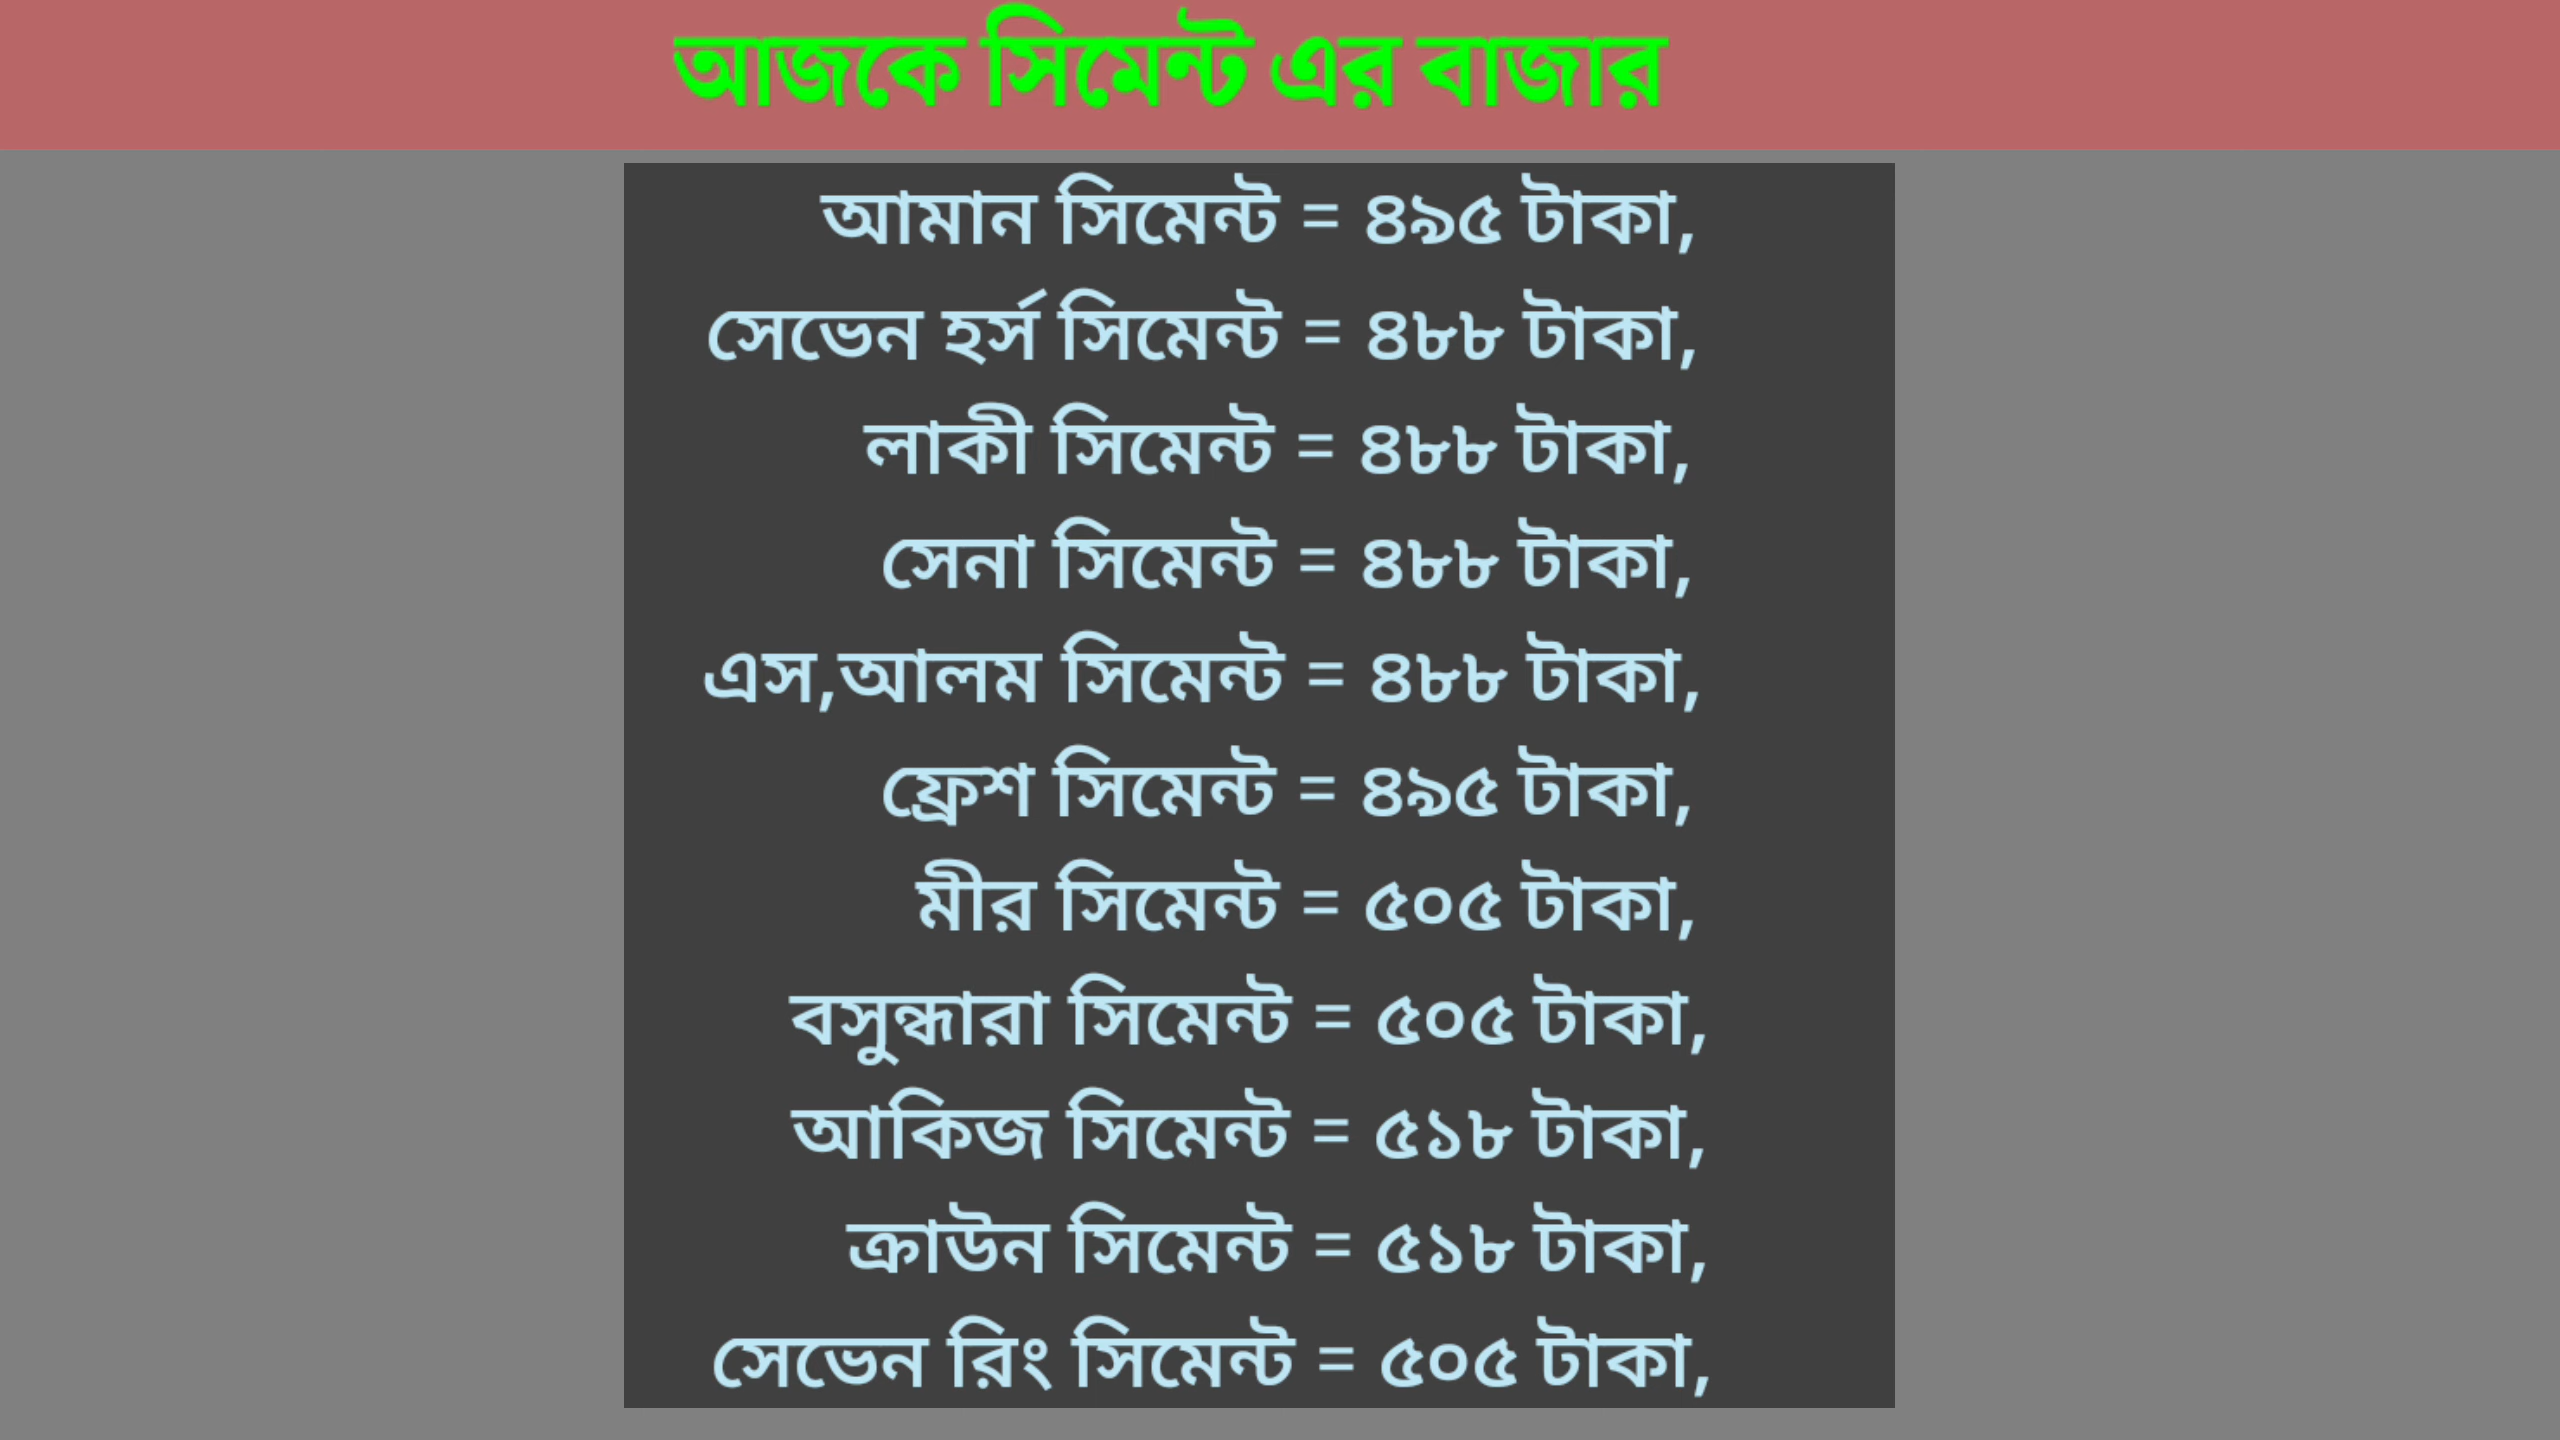 আজকে সিমেন্ট এর বাজার
আমান সিমেন্ট = ৪৯৫ টাকা,
সেভেন হর্স সিমেন্ট = ৪৮৮ টাকা,
লাকী সিমেন্ট = ৪৮৮ টাকা,
সেনা সিমেন্ট = ৪৮৮ টাকা,
এস,আলম সিমেন্ট = ৪৮৮ টাকা,
ফ্রেশ সিমেন্ট = ৪৯৫ টাকা,
মীর সিমেন্ট = ৫০৫ টাকা,
বসুন্ধারা সিমেন্ট = ৫০৫ টাকা,
আকিজ সিমেন্ট = ৫১৮ টাকা,
ক্রাউন সিমেন্ট = ৫১৮ টাকা,
সেভেন রিং সিমেন্ট = ৫০৫ টাকা,